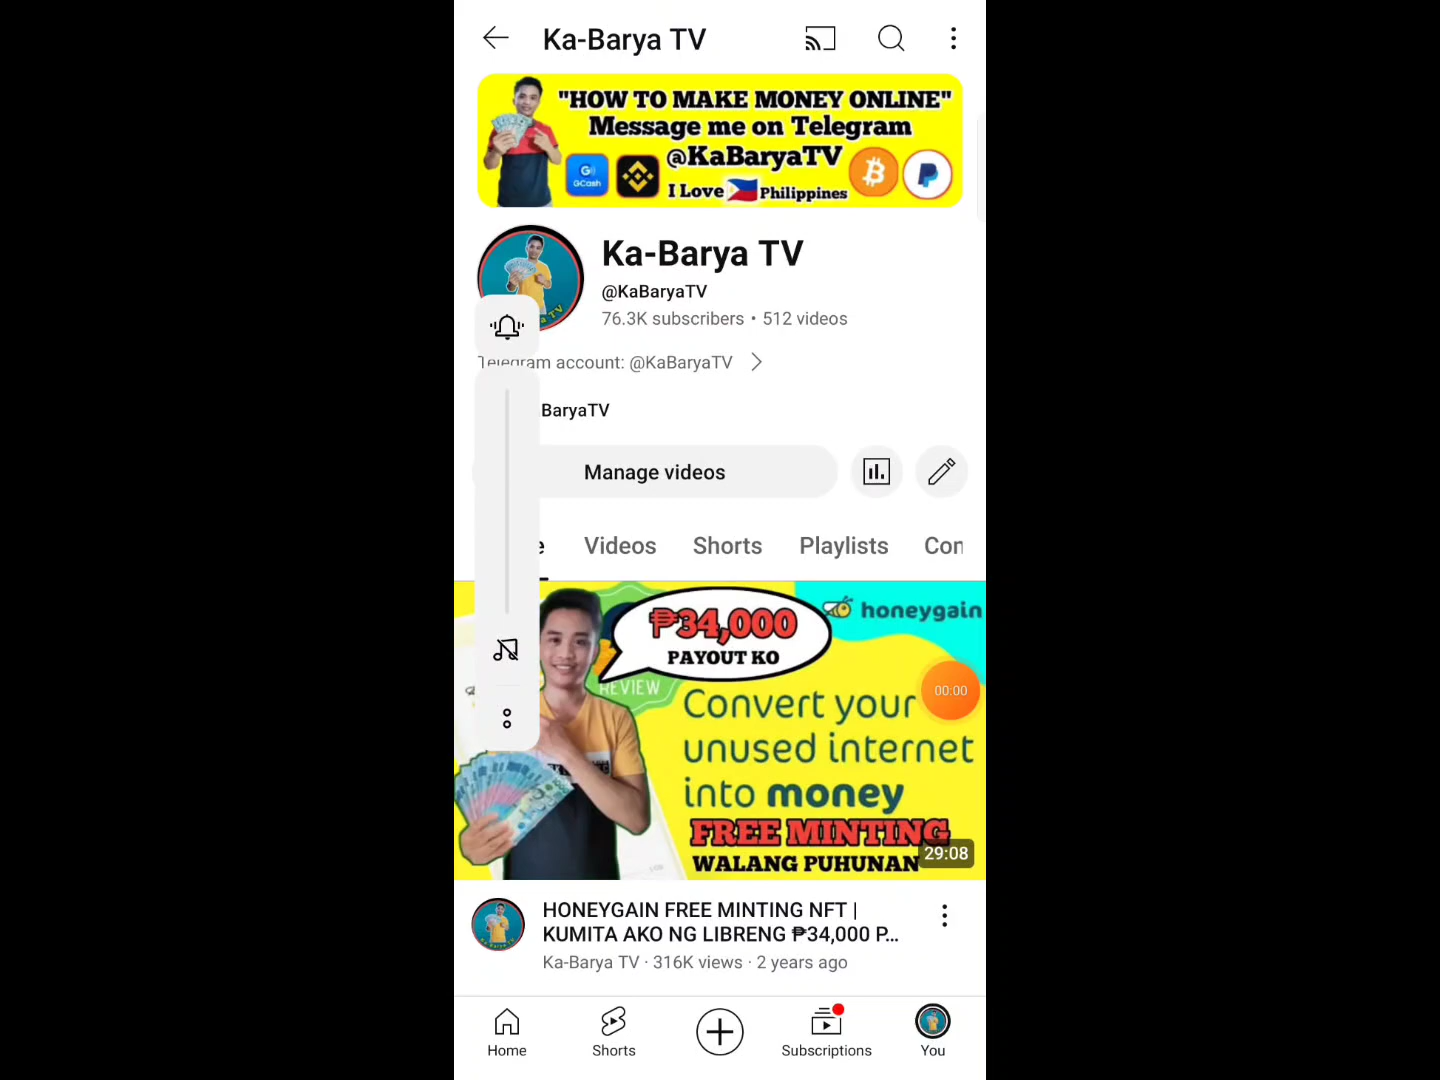 Ka-Barya TV
"HOW TO MAKE MONEY ONLINE"
Message me on Telegram
@KaBaryaTV
GCash
I Love Philippines
Ka-Barya TV
@KaBaryaTV
76.3K subscribers • 512 videos
Telegram account: @KaBaryaTV
BaryaTV
Manage videos
e Videos Shorts Playlists Con
₱34,000
PAYOUT KO
honeygain
REVIEW
Convert your
unused internet
into money
00:00
FREE MINTING
WALANG PUHUNAN
29:08
HONEYGAIN FREE MINTING NFT |
KUMITA AKO NG LIBRENG ₱34,000 P...
Ka-Barya TV · 316K views · 2 years ago
Home Shorts Subscriptions You